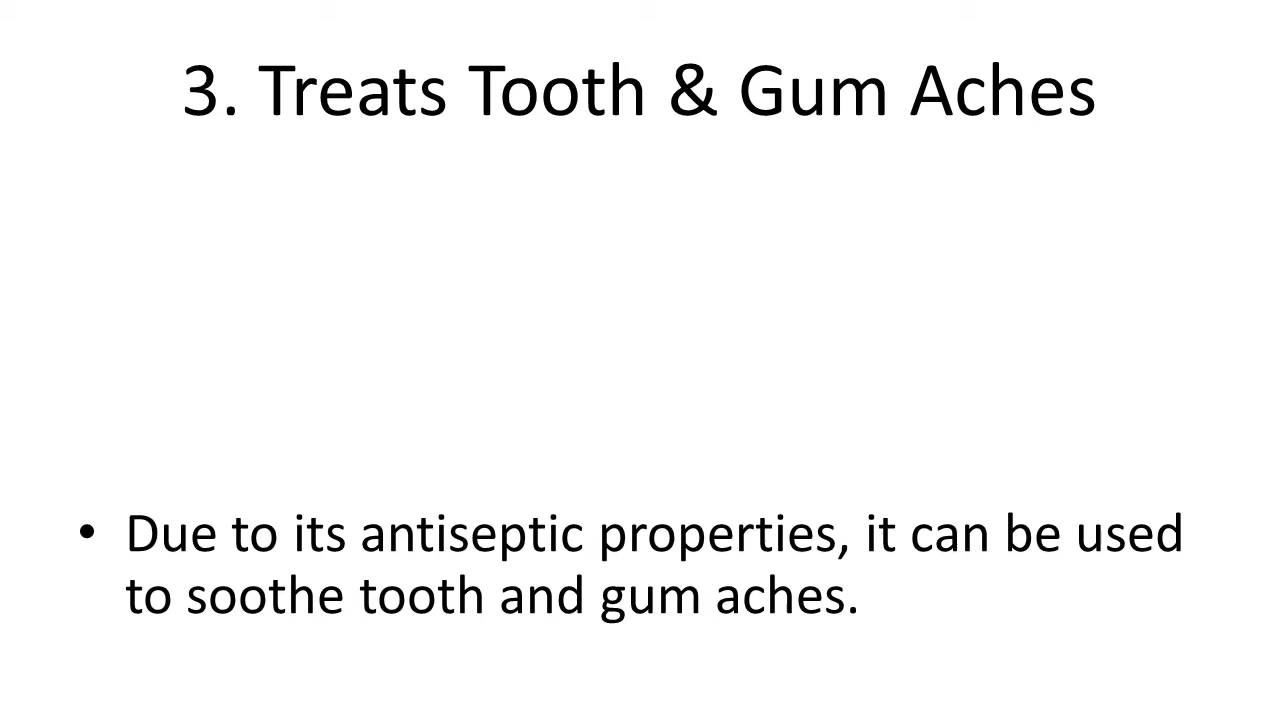 3. Treats Tooth & Gum Aches
• Due to its antiseptic properties, it can be used
to soothe tooth and gum aches.